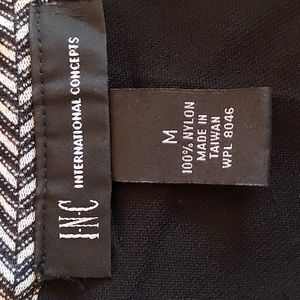 I·N·C
INTERNATIONAL CONCEPTS
M
100% NYLON
MADE IN
TAIWAN
WPL 8046